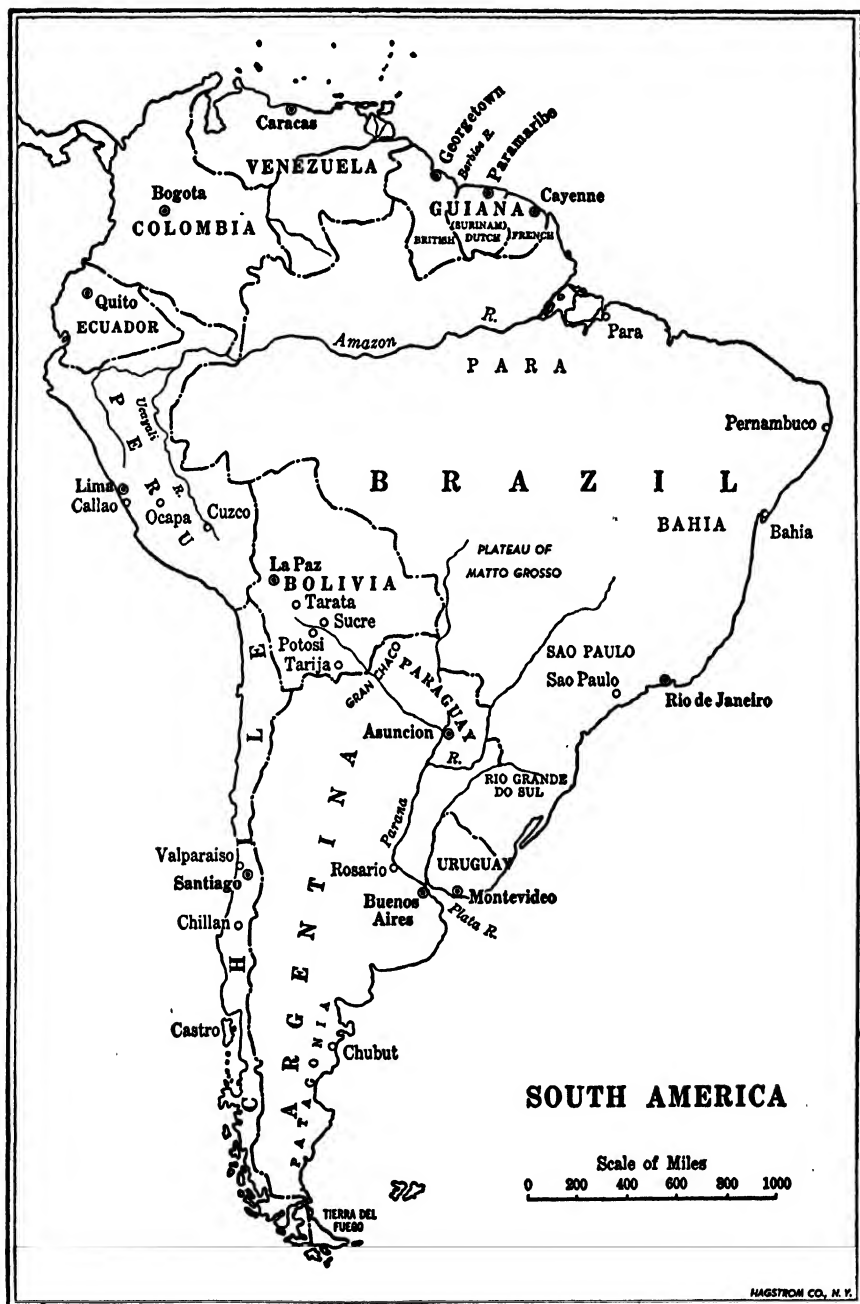 Caracas
VENEZUELA
Georgetown
Berbice R.
Paramaribo
Cayenne
Bogota
COLOMBIA
GUIANA
(SURINAM)
BRITISH
DUTCH
FRENCH
Quito
ECUADOR
Amazon R.
Para
PARA
PERU
Ucayali R.
Pernambuco
BRAZIL
Lima
Callao
Ocapa
Cuzco
BAHIA
Bahia
PLATEAU OF
MATTO GROSSO
La Paz
BOLIVIA
Tarata
Sucre
Potosi
Tarija
GRAN CHACO
PARAGUAY
SAO PAULO
Sao Paulo
Rio de Janeiro
Asuncion
Parana R.
RIO GRANDE
DO SUL
CHILE
ARGENTINA
Valparaiso
Santiago
Rosario
URUGUAY
Buenos
Aires
Montevideo
Plata R.
Chillan
Castro
PATAGONIA
Chubut
SOUTH AMERICA
Scale of Miles
0 200 400 600 800 1000
TIERRA DEL
FUEGO
HAGSTROM CO., N. Y.